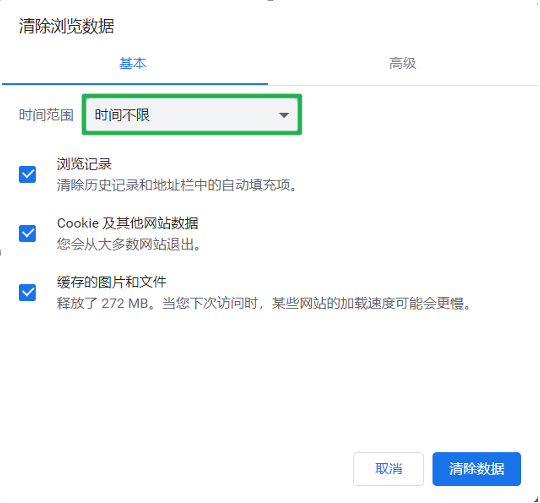 清除浏览数据
基本 高级
时间范围 时间不限
浏览记录
清除历史记录和地址栏中的自动填充项。
Cookie 及其他网站数据
您会从大多数网站退出。
缓存的图片和文件
释放了 272 MB。当您下次访问时，某些网站的加载速度可能会更慢。
取消 清除数据